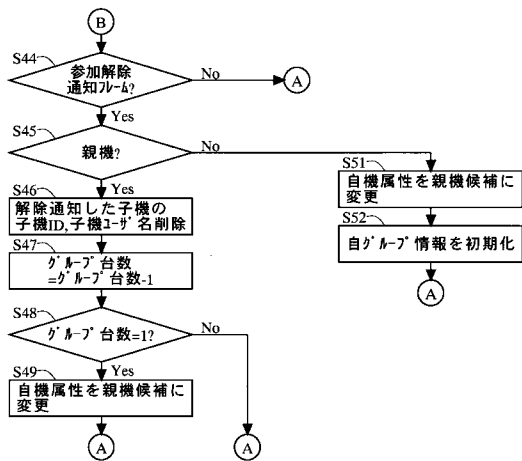 B
S44
参加解除
通知フレーム?
No
A
Yes
S45
親機?
No
Yes
S51
自機属性を親機候補に
変更
S46
解除通知した子機の
子機ID,子機ユーザ名削除
S52
自グループ情報を初期化
A
S47
グループ台数
=グループ台数-1
S48
グループ台数=1?
No
Yes
S49
自機属性を親機候補に
変更
A
A